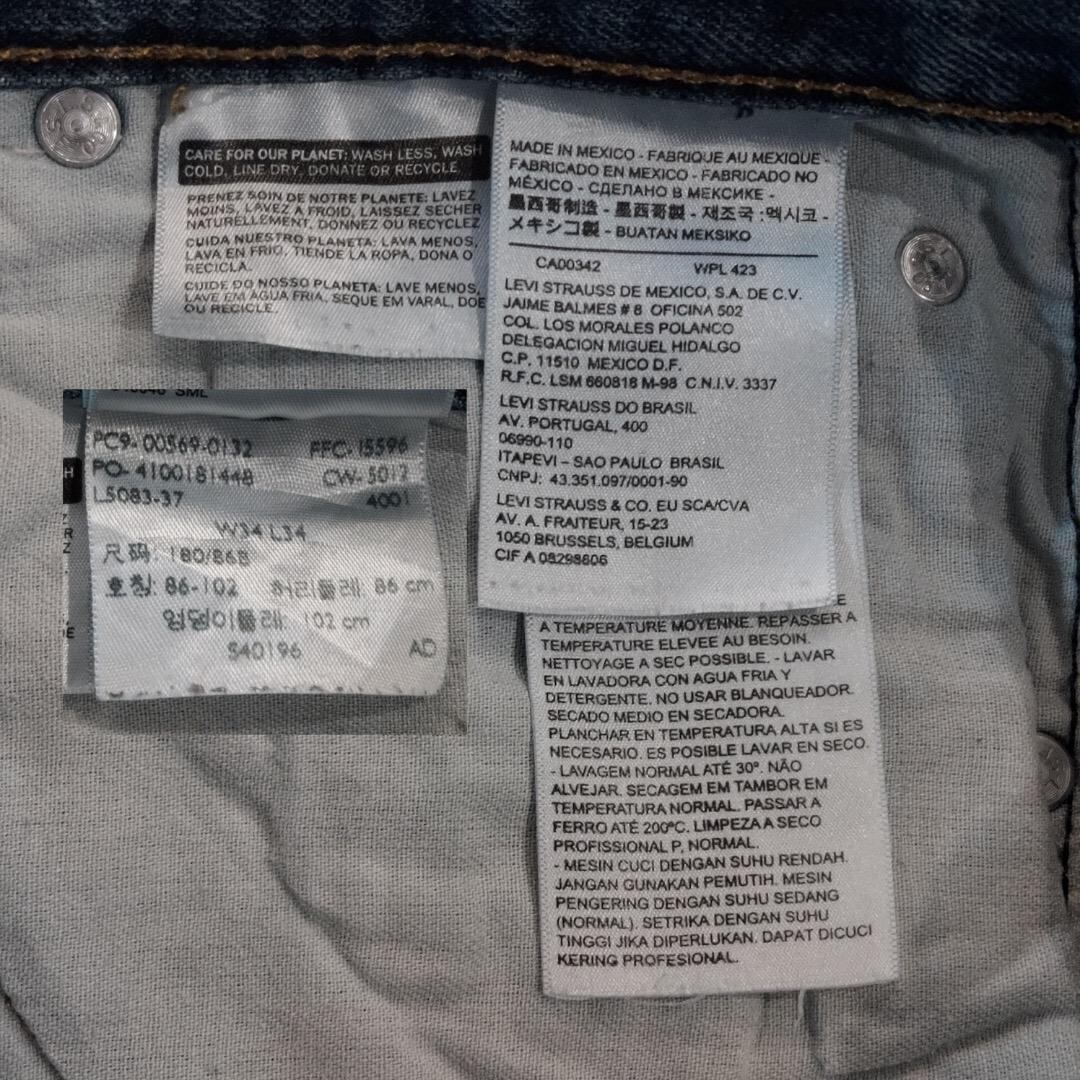 CARE FOR OUR PLANET: WASH LESS, WASH
COLD, LINE DRY, DONATE OR RECYCLE.
PRENEZ SOIN DE NOTRE PLANETE: LAVEZ
MOINS, LAVEZ A FROID, LAISSEZ SECHER
NATURELLEMENT, DONNEZ OU RECYCLEZ
CUIDA NUESTRO PLANETA: LAVA MENOS,
LAVA EN FRIO, TIENDE LA ROPA, DONA O
RECICLA.
CUIDE DO NOSSO PLANETA: LAVE MENOS,
LAVE EM ÁGUA FRIA, SEQUE EM VARAL, DOE
OU RECICLE.
MADE IN MEXICO - FABRIQUE AU MEXIQUE -
FABRICADO EN MEXICO - FABRICADO NO
MÉXICO - СДЕЛАНО В МЕКСИКЕ -
墨西哥制造 - 墨西哥製 - 제조국 :멕시코 -
メキシコ製 - BUATAN MEKSIKO
CA00342 WPL 423
LEVI STRAUSS DE MEXICO, S.A. DE C.V.
JAIME BALMES # 8 OFICINA 502
COL. LOS MORALES POLANCO
DELEGACION MIGUEL HIDALGO
C.P. 11510 MEXICO D.F.
R.F.C. LSM 660818 M-98 C.N.I.V. 3337
LEVI STRAUSS DO BRASIL
AV. PORTUGAL, 400
06990-110
ITAPEVI – SAO PAULO BRASIL
CNPJ: 43.351.097/0001-90
LEVI STRAUSS & CO. EU SCA/CVA
AV. A. FRAITEUR, 15-23
1050 BRUSSELS, BELGIUM
CIF A 08298606
SML
PC9- 00569-0132 FFC- 15596
PO- 4100181448 CW- 5012
L5083-37 4001
W34 L34
尺码: 180/86B
호칭: 86-102 허리둘레: 86 cm
엉덩이둘레: 102 cm
S40196 AD
A TEMPERATURE MOYENNE. REPASSER A
TEMPERATURE ELEVEE AU BESOIN.
NETTOYAGE A SEC POSSIBLE. - LAVAR
EN LAVADORA CON AGUA FRIA Y
DETERGENTE. NO USAR BLANQUEADOR.
SECADO MEDIO EN SECADORA.
PLANCHAR EN TEMPERATURA ALTA SI ES
NECESARIO. ES POSIBLE LAVAR EN SECO.
- LAVAGEM NORMAL ATÉ 30º. NÃO
ALVEJAR. SECAGEM EM TAMBOR EM
TEMPERATURA NORMAL. PASSAR A
FERRO ATÉ 200ºC. LIMPEZA A SECO
PROFISSIONAL P, NORMAL.
- MESIN CUCI DENGAN SUHU RENDAH.
JANGAN GUNAKAN PEMUTIH. MESIN
PENGERING DENGAN SUHU SEDANG
(NORMAL). SETRIKA DENGAN SUHU
TINGGI JIKA DIPERLUKAN. DAPAT DICUCI
KERING PROFESIONAL.